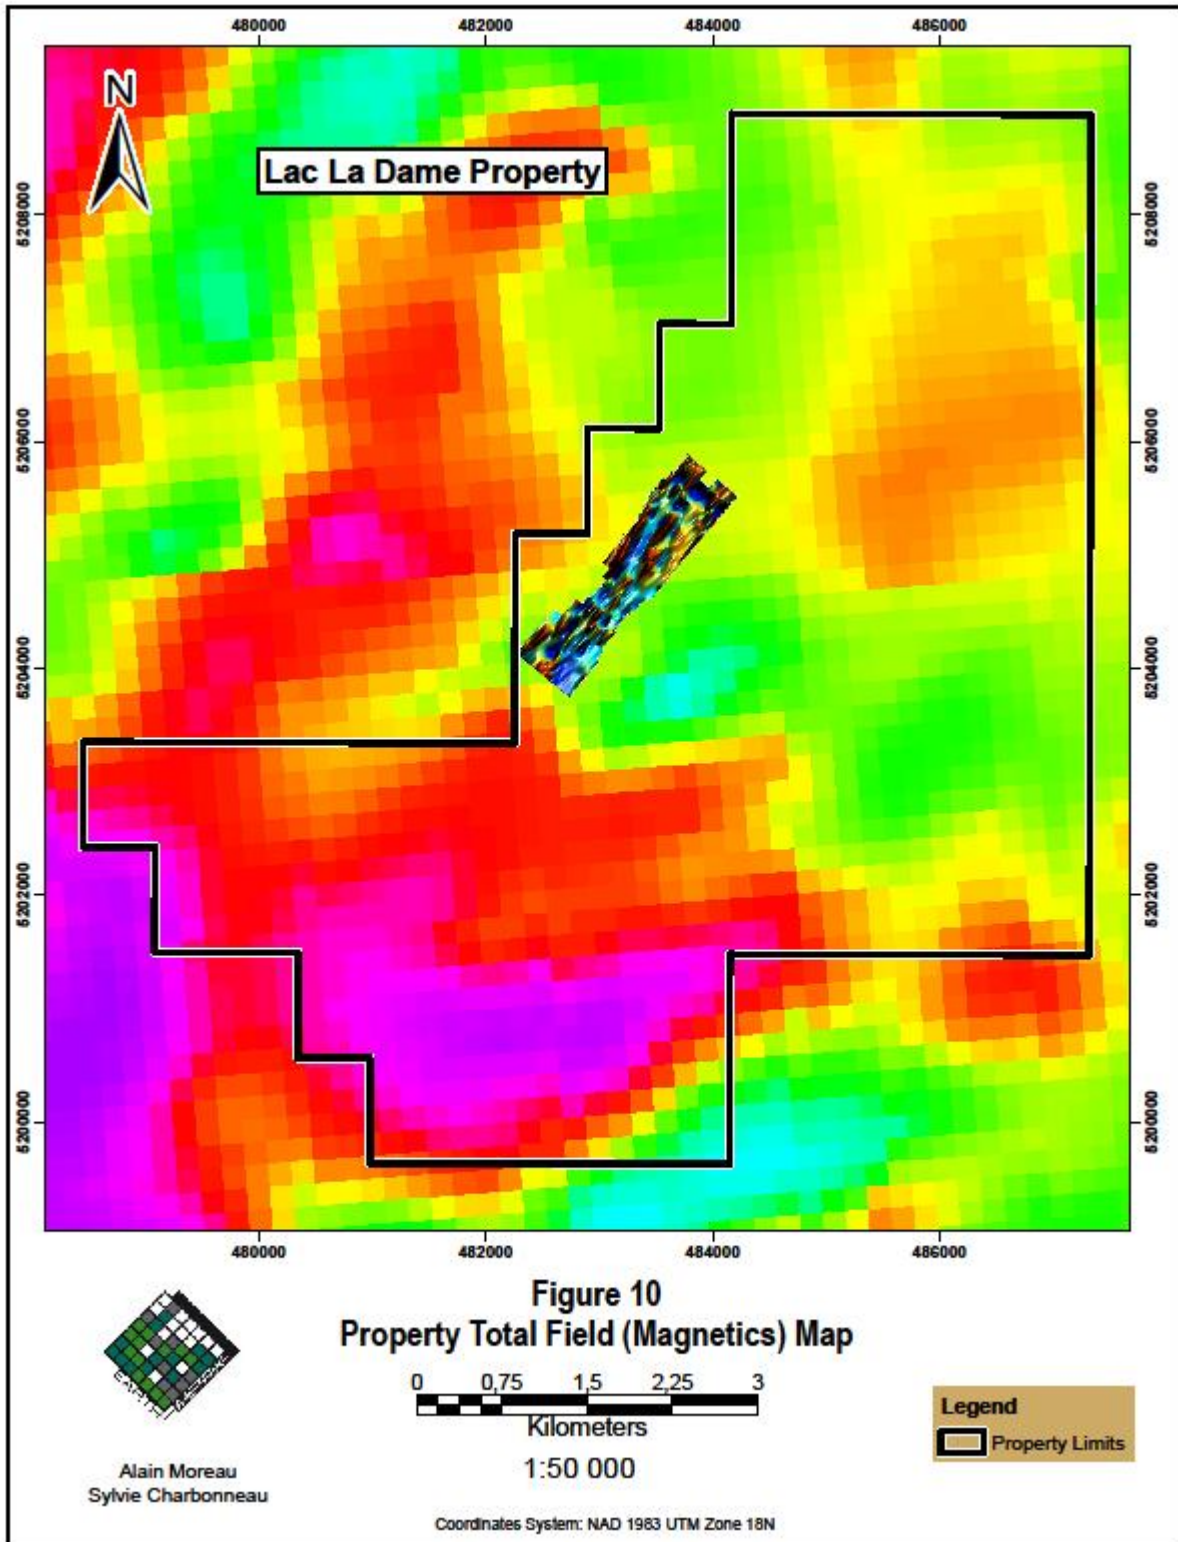 480000 482000 484000 486000
N
Lac La Dame Property
5208000 5208000
5206000 5206000
5204000 5204000
5202000 5202000
5200000 5200000
480000 482000 484000 486000
Figure 10
Property Total Field (Magnetics) Map
0 0,75 1,5 2,25 3
Kilometers
1:50 000
Legend
Property Limits
Alain Moreau
Sylvie Charbonneau
Coordinates System: NAD 1983 UTM Zone 18N